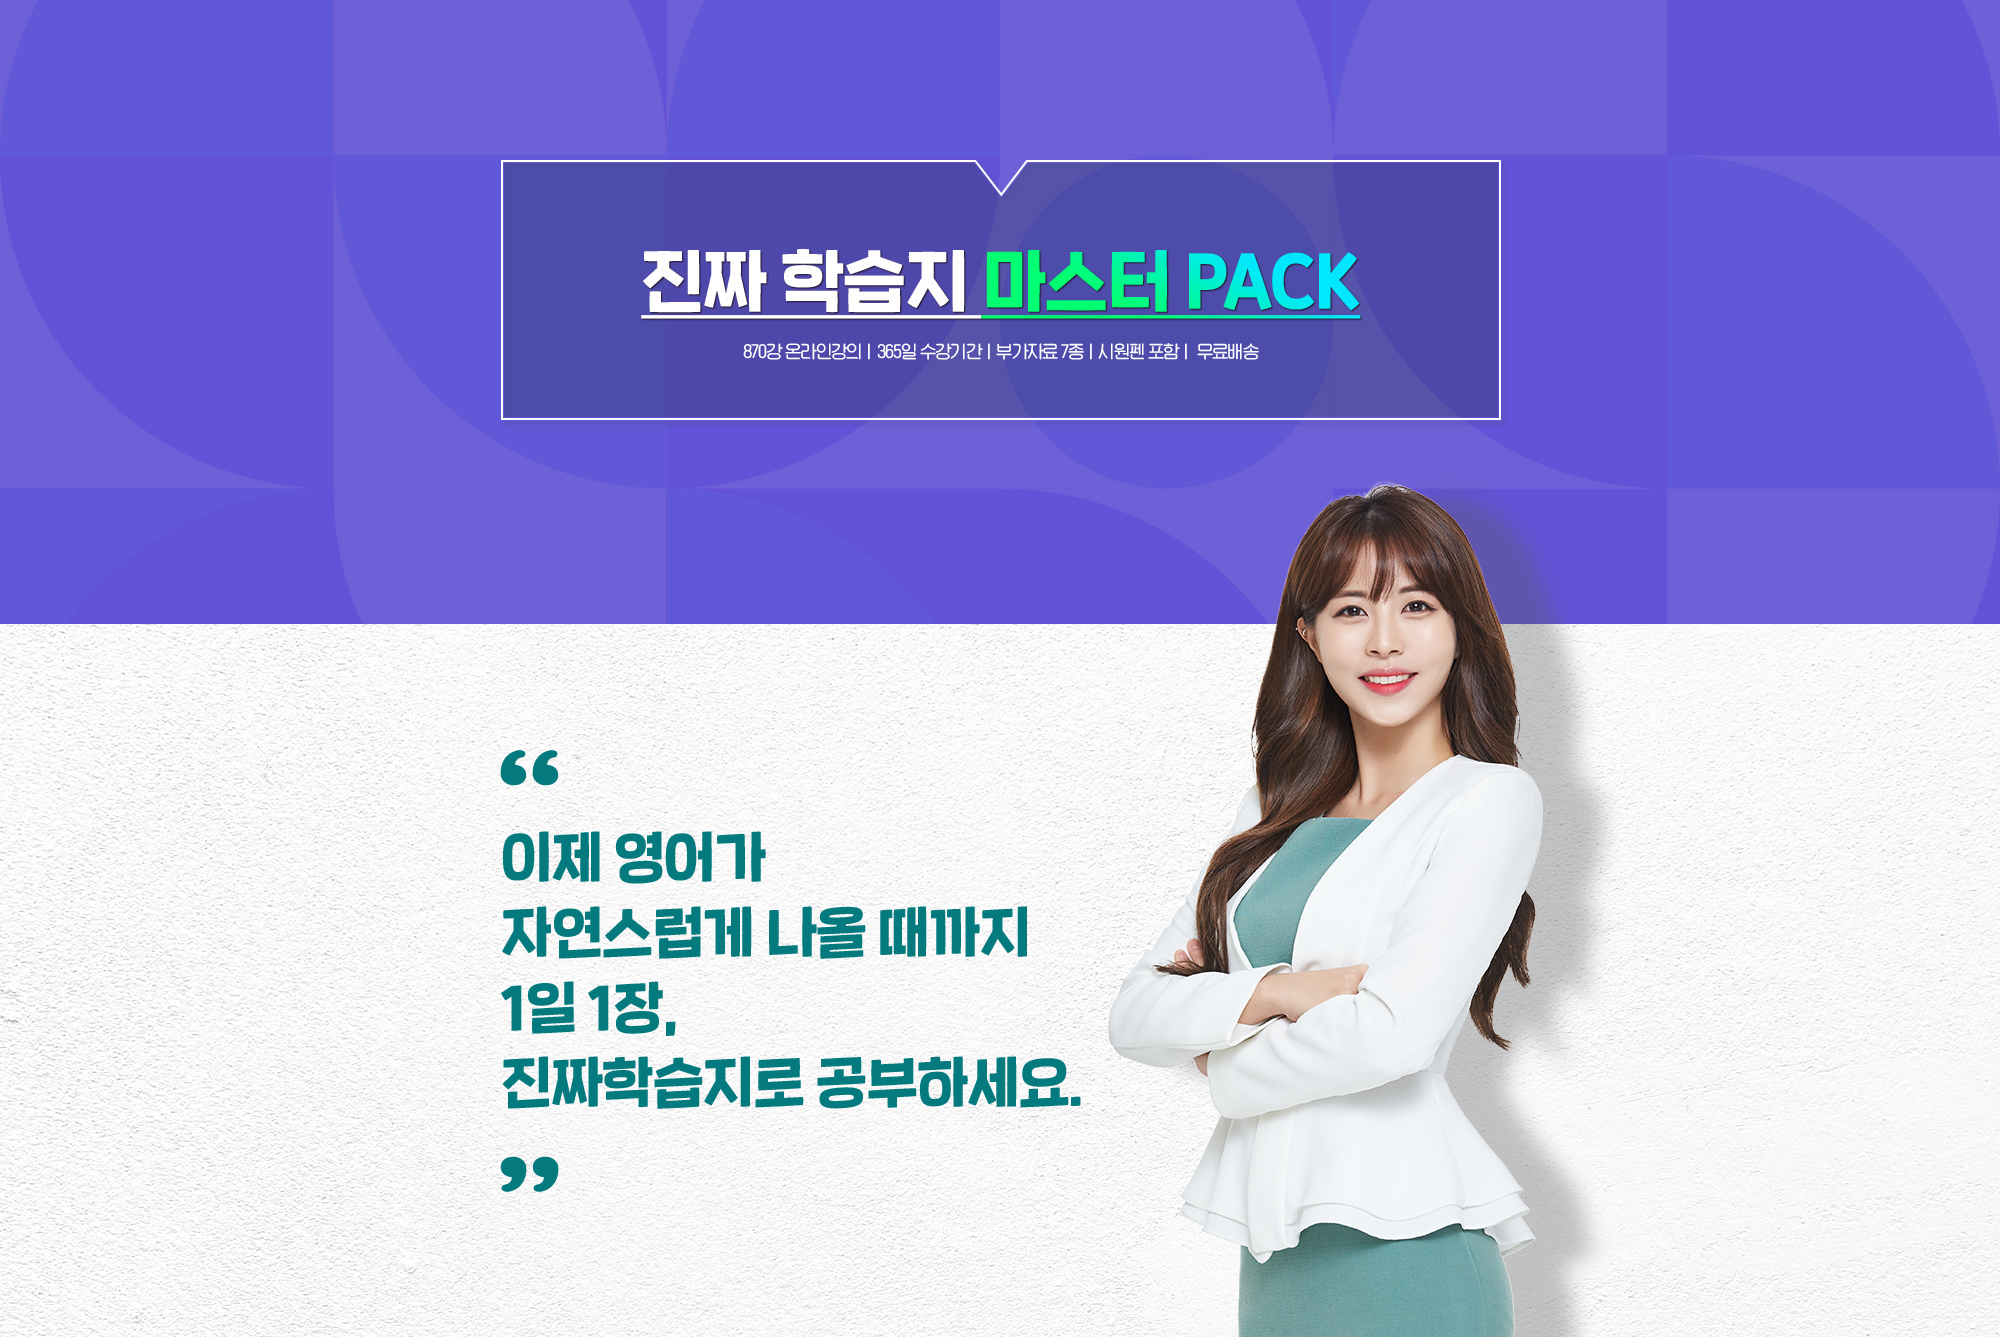 진짜 학습지 마스터 PACK
870강 온라인강의 | 365일 수강기간 | 부가자료 7종 | 시원펜 포함 | 무료배송
“
이제 영어가
자연스럽게 나올 때까지
1일 1장,
진짜학습지로 공부하세요.
”